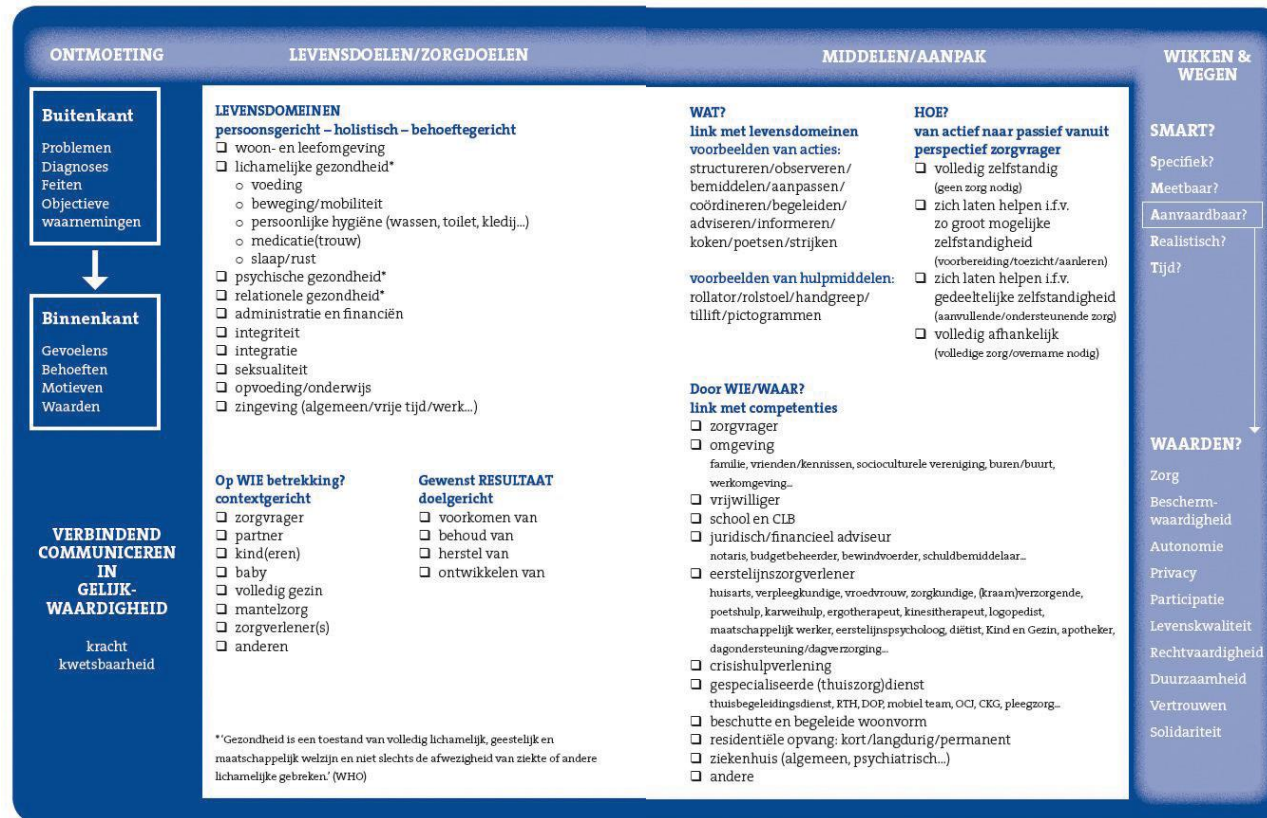 ONTMOETING
Buitenkant
Problemen
Diagnoses
Feiten
Objectieve
waarnemingen
Binnenkant
Gevoelens
Behoeften
Motieven
Waarden
VERBINDEND
COMMUNICEREN
IN
GELIJK-
WAARDIGHEID
kracht
kwetsbaarheid
LEVENSDOELEN/ZORGDOELEN
LEVENSDOMEINEN
persoonsgericht – holistisch – behoeftegericht
❑ woon- en leefomgeving
❑ lichamelijke gezondheid*
o voeding
o beweging/mobiliteit
o persoonlijke hygiëne (wassen, toilet, kledij...)
o medicatie(trouw)
o slaap/rust
❑ psychische gezondheid*
❑ relationele gezondheid*
❑ administratie en financiën
❑ integriteit
❑ integratie
❑ seksualiteit
❑ opvoeding/onderwijs
❑ zingeving (algemeen/vrije tijd/werk...)
Op WIE betrekking?
contextgericht
❑ zorgvrager
❑ partner
❑ kind(eren)
❑ baby
❑ volledig gezin
❑ mantelzorg
❑ zorgverlener(s)
❑ anderen
Gewenst RESULTAAT
doelgericht
❑ voorkomen van
❑ behoud van
❑ herstel van
❑ ontwikkelen van
*'Gezondheid is een toestand van volledig lichamelijk, geestelijk en
maatschappelijk welzijn en niet slechts de afwezigheid van ziekte of andere
lichamelijke gebreken.' (WHO)
MIDDELEN/AANPAK
WAT?
link met levensdomeinen
voorbeelden van acties:
structureren/observeren/
bemiddelen/aanpassen/
coördineren/begeleiden/
adviseren/informeren/
koken/poetsen/strijken
voorbeelden van hulpmiddelen:
rollator/rolstoel/handgreep/
tillift/pictogrammen
HOE?
van actief naar passief vanuit
perspectief zorgvrager
❑ volledig zelfstandig
(geen zorg nodig)
❑ zich laten helpen i.f.v.
zo groot mogelijke
zelfstandigheid
(voorbereiding/toezicht/aanleren)
❑ zich laten helpen i.f.v.
gedeeltelijke zelfstandigheid
(aanvullende/ondersteunende zorg)
❑ volledig afhankelijk
(volledige zorg/overname nodig)
Door WIE/WAAR?
link met competenties
❑ zorgvrager
❑ omgeving
familie, vrienden/kennissen, socioculturele vereniging, buren/buurt,
werkomgeving...
❑ vrijwilliger
❑ school en CLB
❑ juridisch/financieel adviseur
notaris, budgetbeheerder, bewindvoerder, schuldbemiddelaar...
❑ eerstelijnszorgverlener
huisarts, verpleegkundige, vroedvrouw, zorgkundige, (kraam)verzorgende,
poetshulp, karweihulp, ergotherapeut, kinesitherapeut, logopedist,
maatschappelijk werker, eerstelijnspsycholoog, diëtist, Kind en Gezin, apotheker,
dagondersteuning/dagverzorging...
❑ crisishulpverlening
❑ gespecialiseerde (thuiszorg)dienst
thuisbegeleidingsdienst, RTH, DOP, mobiel team, OCJ, CKG, pleegzorg...
❑ beschutte en begeleide woonvorm
❑ residentiële opvang: kort/langdurig/permanent
❑ ziekenhuis (algemeen, psychiatrisch...)
❑ andere
WIKKEN &
WEGEN
SMART?
Specifiek?
Meetbaar?
Aanvaardbaar?
Realistisch?
Tijd?
WAARDEN?
Zorg
Bescherm-
waardigheid
Autonomie
Privacy
Participatie
Levenskwaliteit
Rechtvaardigheid
Duurzaamheid
Vertrouwen
Solidariteit